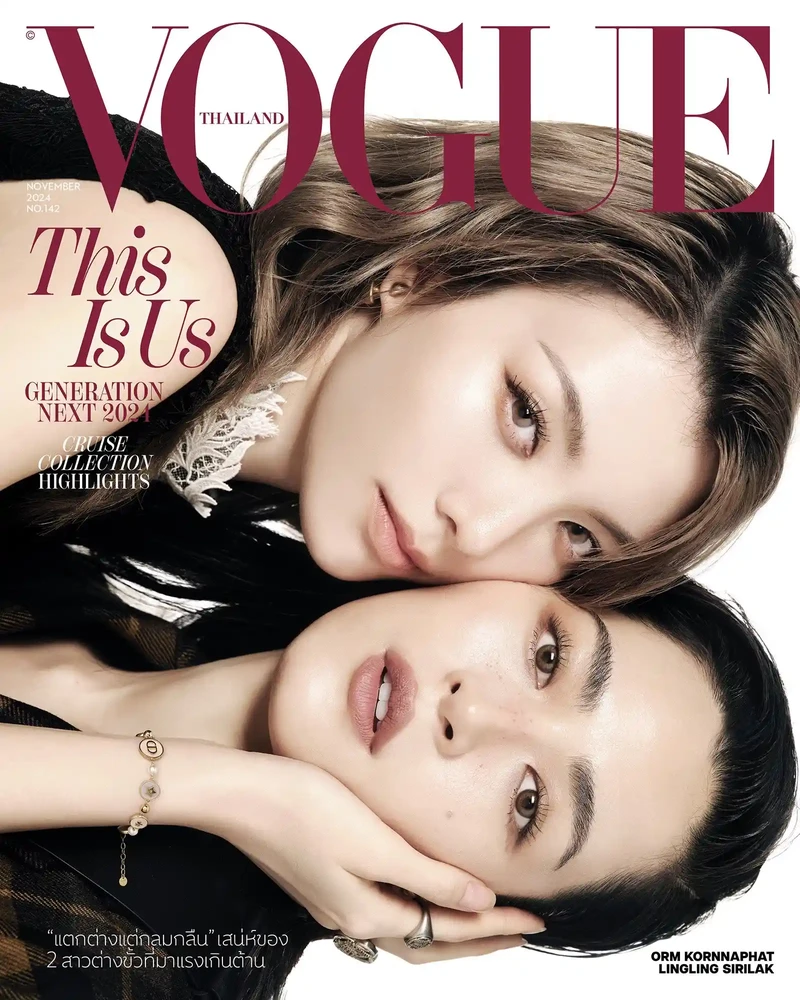 ©
VOGUE
THAILAND
NOVEMBER
2024
NO.142
This
Is Us
GENERATION
NEXT 2024
CRUISE
COLLECTION
HIGHLIGHTS
“แตกต่างแต่กลมกลืน” เสน่ห์ของ
2 สาวต่างขั้วที่มาแรงเกินต้าน
ORM KORNNAPHAT
LINGLING SIRILAK